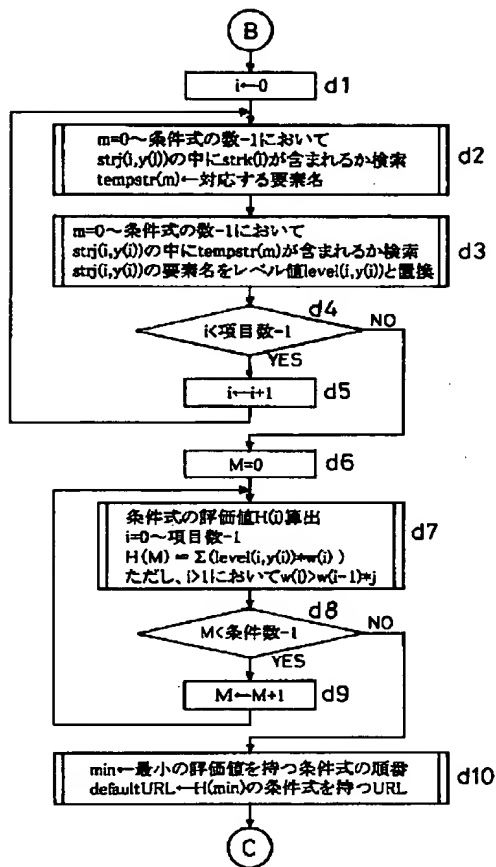 B
i←0 d1
m=0~条件式の数-1において
strj(i,y(i))の中にstrk(i)が含まれるか検索 d2
tempstr(m)←対応する要素名
m=0~条件式の数-1において
strj(i,y(i))の中にtempstr(m)が含まれるか検索 d3
strj(i,y(i))の要素名をレベル値level(i,y(i))と置換
d4
i<項目数-1 NO
YES
i←i+1 d5
M=0 d6
条件式の評価値H(i)算出
i=0~項目数-1 d7
H(M) = Σ(level(i,y(i))*w(i))
ただし、i>1においてw(i)>w(i-1)*j
d8
M<条件数-1 NO
YES
M←M+1 d9
min←最小の評価値を持つ条件式の順番 d10
defaultURL←H(min)の条件式を持つURL
C